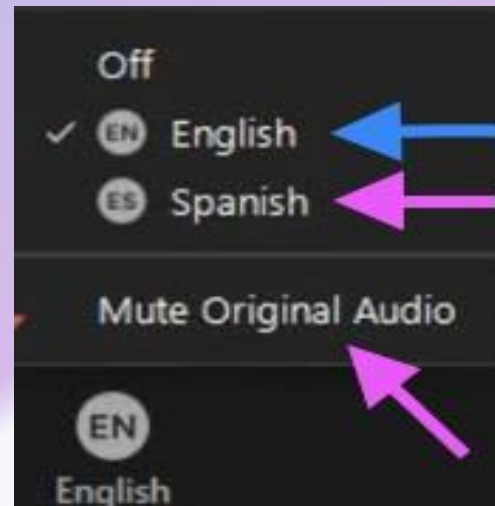 Off
EN English
ES Spanish
Mute Original Audio
EN
English